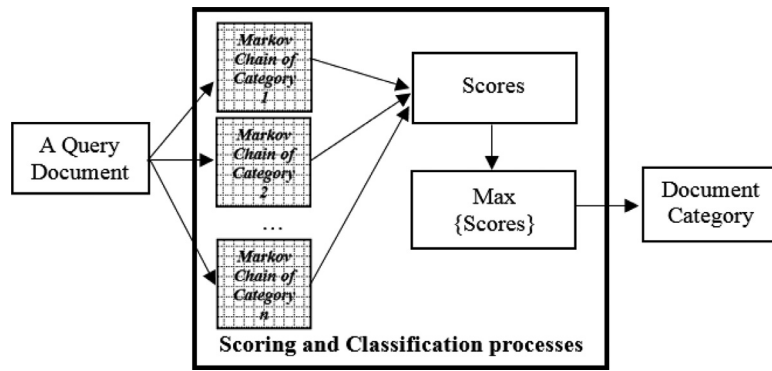 A Query
Document
Markov
Chain of
Category
1
Markov
Chain of
Category
2
...
Markov
Chain of
Category
n
Scores
Max
{Scores}
Document
Category
Scoring and Classification processes